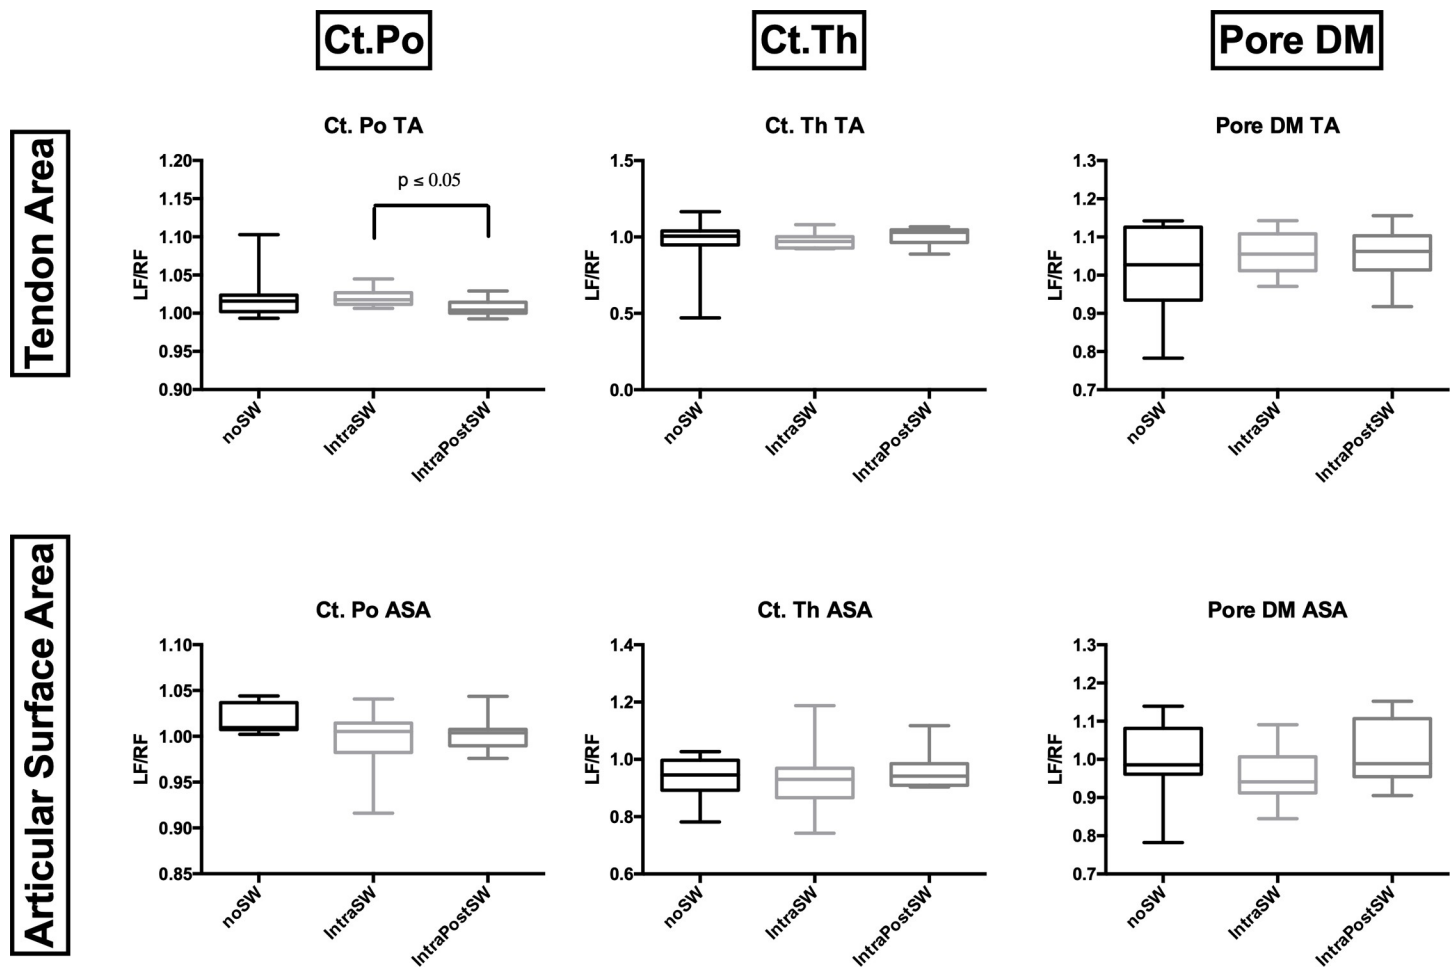 Ct.Po
Ct.Th
Pore DM
Tendon Area
Ct. Po TA
LF/RF
1.20
1.15
1.10
1.05
1.00
0.95
0.90
p ≤ 0.05
noSW
IntraSW
IntraPostSW
Ct. Th TA
LF/RF
1.5
1.0
0.5
0.0
noSW
IntraSW
IntraPostSW
Pore DM TA
LF/RF
1.3
1.2
1.1
1.0
0.9
0.8
0.7
noSW
IntraSW
IntraPostSW
Articular Surface Area
Ct. Po ASA
LF/RF
1.10
1.05
1.00
0.95
0.90
0.85
noSW
IntraSW
IntraPostSW
Ct. Th ASA
LF/RF
1.4
1.2
1.0
0.8
0.6
noSW
IntraSW
IntraPostSW
Pore DM ASA
LF/RF
1.3
1.2
1.1
1.0
0.9
0.8
0.7
noSW
IntraSW
IntraPostSW